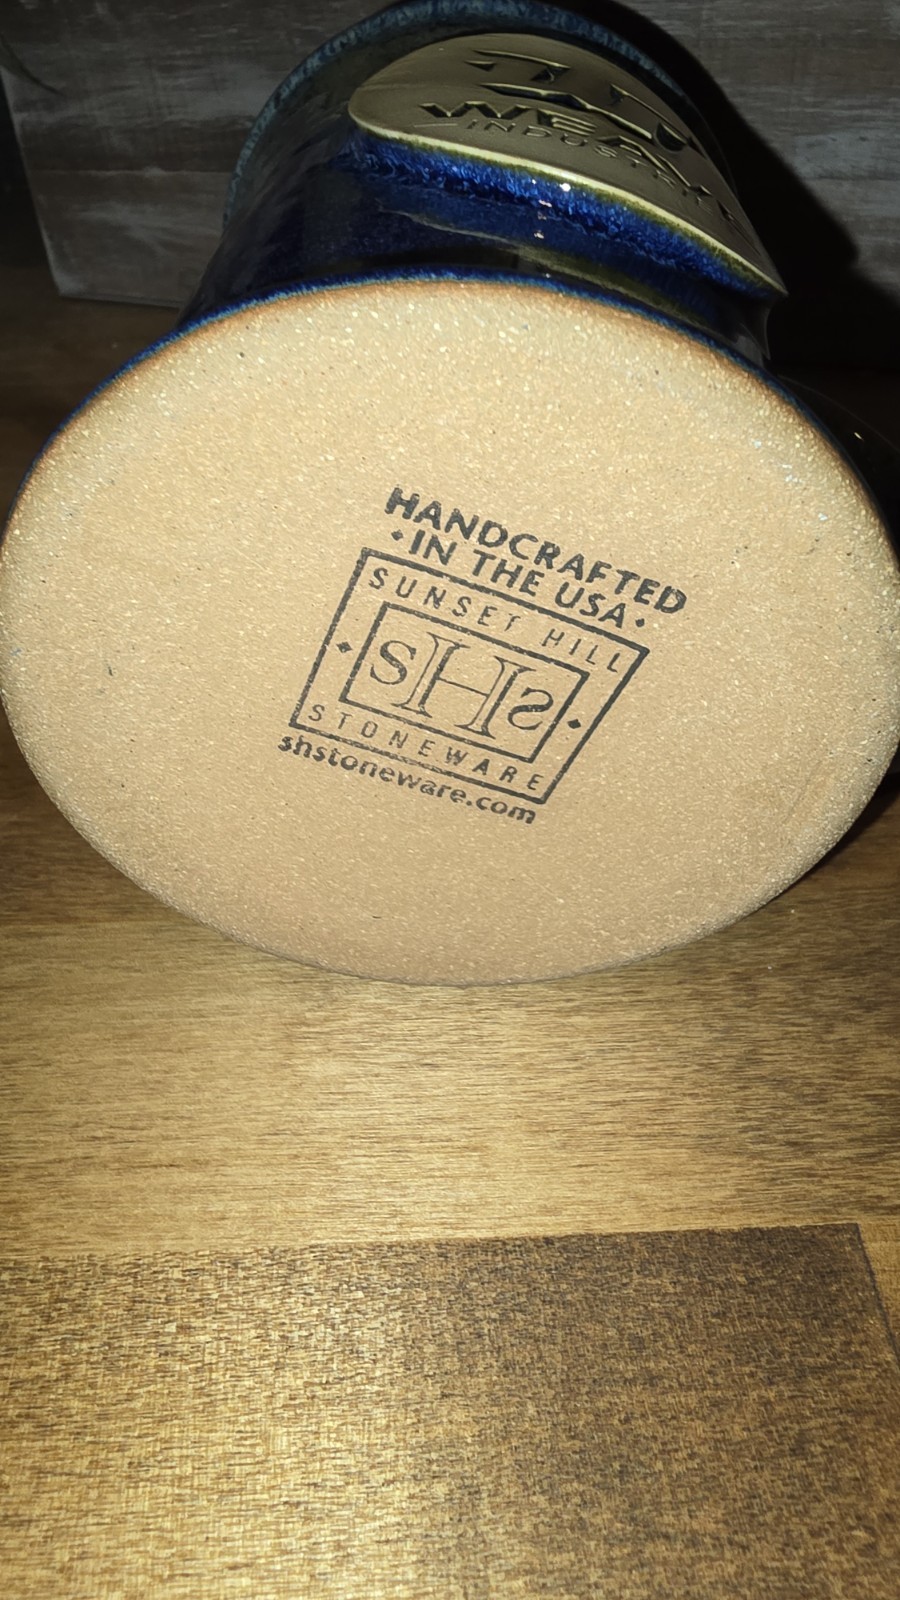 HANDCRAFTED
·IN THE USA·
SUNSET HILL
SHS
STONEWARE
shstoneware.com